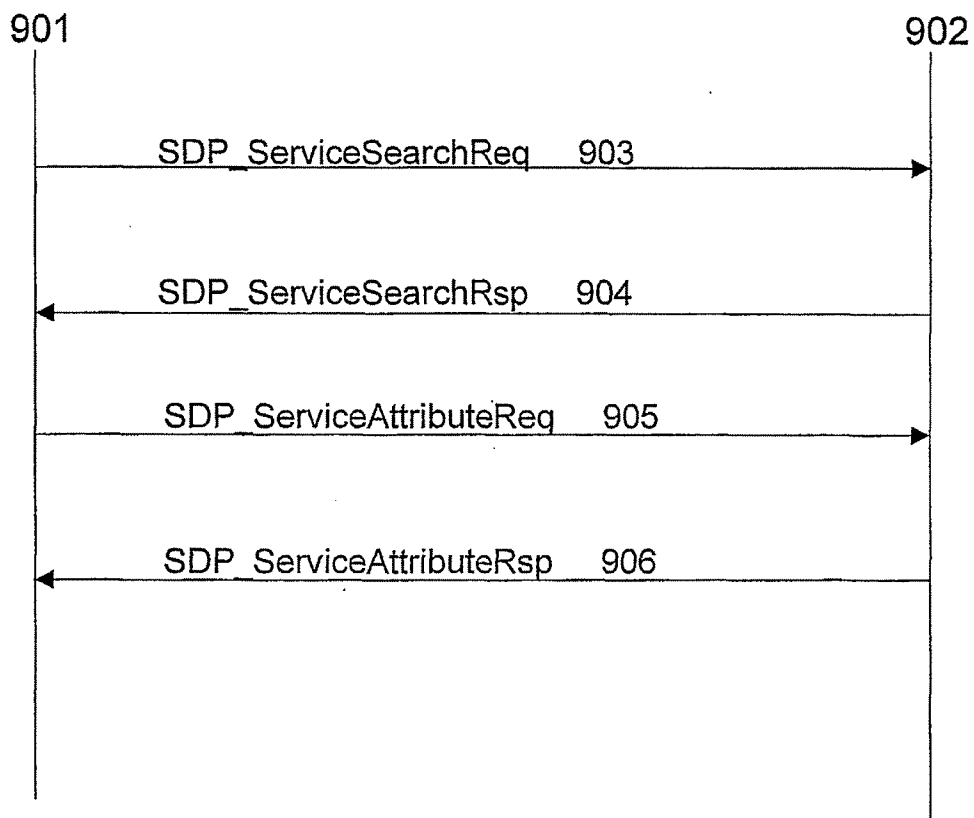 901 902
SDP_ServiceSearchReq 903
SDP_ServiceSearchRsp 904
SDP_ServiceAttributeReq 905
SDP_ServiceAttributeRsp 906